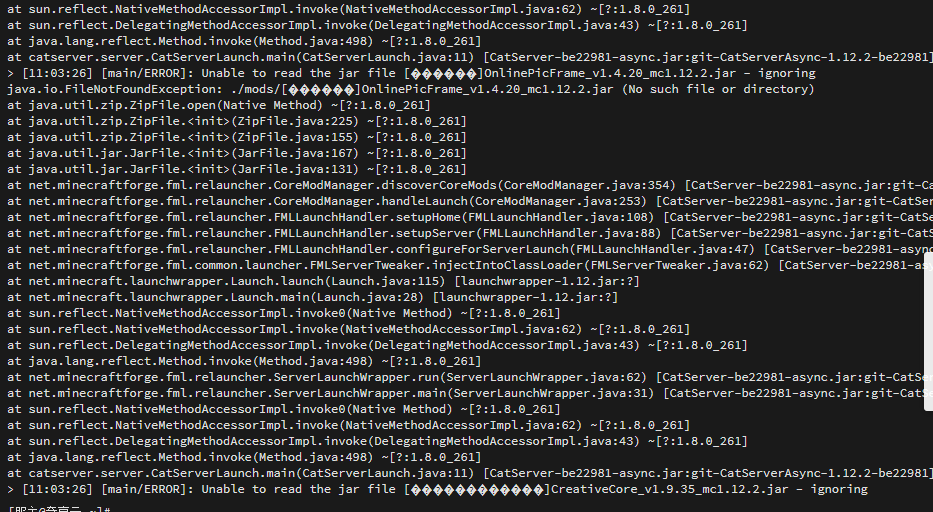 at sun.reflect.NativeMethodAccessorImpl.invoke(NativeMethodAccessorImpl.java:62) ~[?:1.8.0_261]
at sun.reflect.DelegatingMethodAccessorImpl.invoke(DelegatingMethodAccessorImpl.java:43) ~[?:1.8.0_261]
at java.lang.reflect.Method.invoke(Method.java:498) ~[?:1.8.0_261]
at catserver.server.CatServerLaunch.main(CatServerLaunch.java:11) [CatServer-be22981-async.jar:git-CatServerAsync-1.12.2-be22981]
> [11:03:26] [main/ERROR]: Unable to read the jar file [������]OnlinePicFrame_v1.4.20_mc1.12.2.jar - ignoring
java.io.FileNotFoundException: ./mods/[������]OnlinePicFrame_v1.4.20_mc1.12.2.jar (No such file or directory)
at java.util.zip.ZipFile.open(Native Method) ~[?:1.8.0_261]
at java.util.zip.ZipFile.<init>(ZipFile.java:225) ~[?:1.8.0_261]
at java.util.zip.ZipFile.<init>(ZipFile.java:155) ~[?:1.8.0_261]
at java.util.jar.JarFile.<init>(JarFile.java:167) ~[?:1.8.0_261]
at java.util.jar.JarFile.<init>(JarFile.java:131) ~[?:1.8.0_261]
at net.minecraftforge.fml.relauncher.CoreModManager.discoverCoreMods(CoreModManager.java:354) [CatServer-be22981-async.jar:git-Ca
at net.minecraftforge.fml.relauncher.CoreModManager.handleLaunch(CoreModManager.java:253) [CatServer-be22981-async.jar:git-CatSer
at net.minecraftforge.fml.relauncher.FMLLaunchHandler.setupHome(FMLLaunchHandler.java:108) [CatServer-be22981-async.jar:git-CatSe
at net.minecraftforge.fml.relauncher.FMLLaunchHandler.setupServer(FMLLaunchHandler.java:88) [CatServer-be22981-async.jar:git-CatS
at net.minecraftforge.fml.relauncher.FMLLaunchHandler.configureForServerLaunch(FMLLaunchHandler.java:47) [CatServer-be22981-async
at net.minecraftforge.fml.common.launcher.FMLServerTweaker.injectIntoClassLoader(FMLServerTweaker.java:62) [CatServer-be22981-as
at net.minecraft.launchwrapper.Launch.launch(Launch.java:115) [launchwrapper-1.12.jar:?]
at net.minecraft.launchwrapper.Launch.main(Launch.java:28) [launchwrapper-1.12.jar:?]
at sun.reflect.NativeMethodAccessorImpl.invoke0(Native Method) ~[?:1.8.0_261]
at sun.reflect.NativeMethodAccessorImpl.invoke(NativeMethodAccessorImpl.java:62) ~[?:1.8.0_261]
at sun.reflect.DelegatingMethodAccessorImpl.invoke(DelegatingMethodAccessorImpl.java:43) ~[?:1.8.0_261]
at java.lang.reflect.Method.invoke(Method.java:498) ~[?:1.8.0_261]
at net.minecraftforge.fml.relauncher.ServerLaunchWrapper.run(ServerLaunchWrapper.java:62) [CatServer-be22981-async.jar:git-CatSer
at net.minecraftforge.fml.relauncher.ServerLaunchWrapper.main(ServerLaunchWrapper.java:31) [CatServer-be22981-async.jar:git-CatSe
at sun.reflect.NativeMethodAccessorImpl.invoke0(Native Method) ~[?:1.8.0_261]
at sun.reflect.NativeMethodAccessorImpl.invoke(NativeMethodAccessorImpl.java:62) ~[?:1.8.0_261]
at sun.reflect.DelegatingMethodAccessorImpl.invoke(DelegatingMethodAccessorImpl.java:43) ~[?:1.8.0_261]
at java.lang.reflect.Method.invoke(Method.java:498) ~[?:1.8.0_261]
at catserver.server.CatServerLaunch.main(CatServerLaunch.java:11) [CatServer-be22981-async.jar:git-CatServerAsync-1.12.2-be22981]
> [11:03:26] [main/ERROR]: Unable to read the jar file [�������������]CreativeCore_v1.9.35_mc1.12.2.jar - ignoring